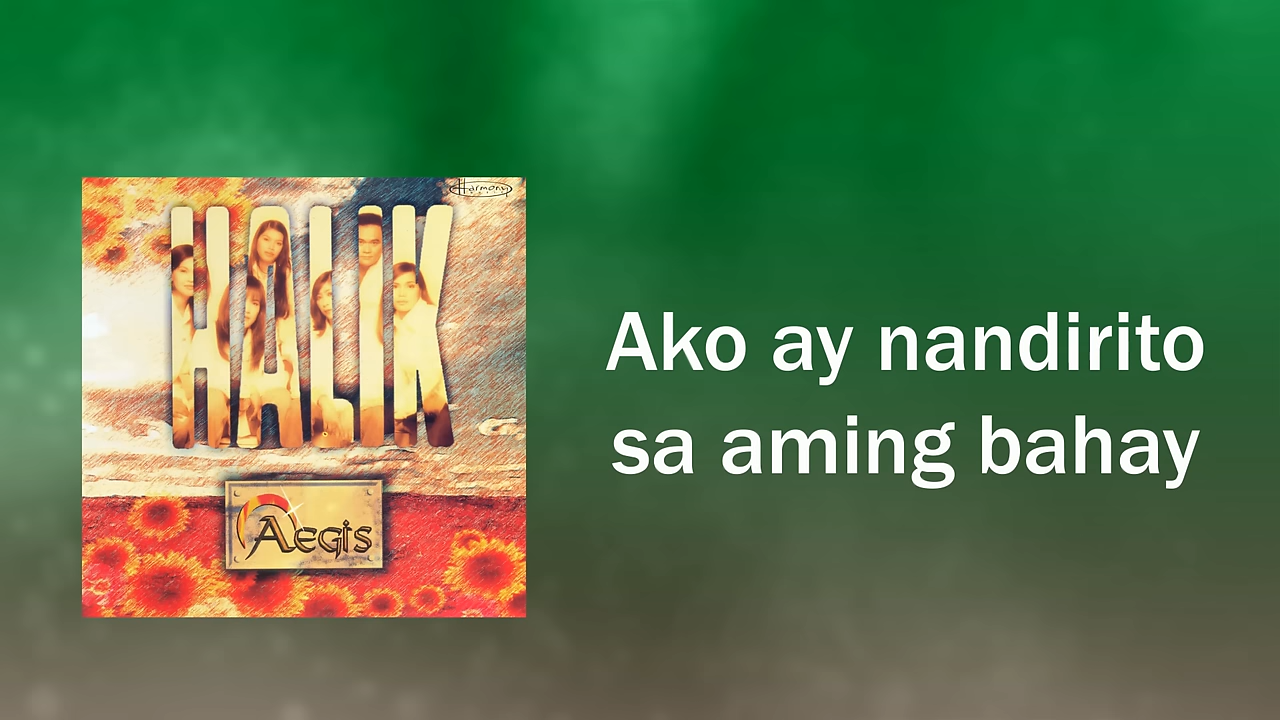 Harmony
HALIK
Aegis
Ako ay nandirito
sa aming bahay